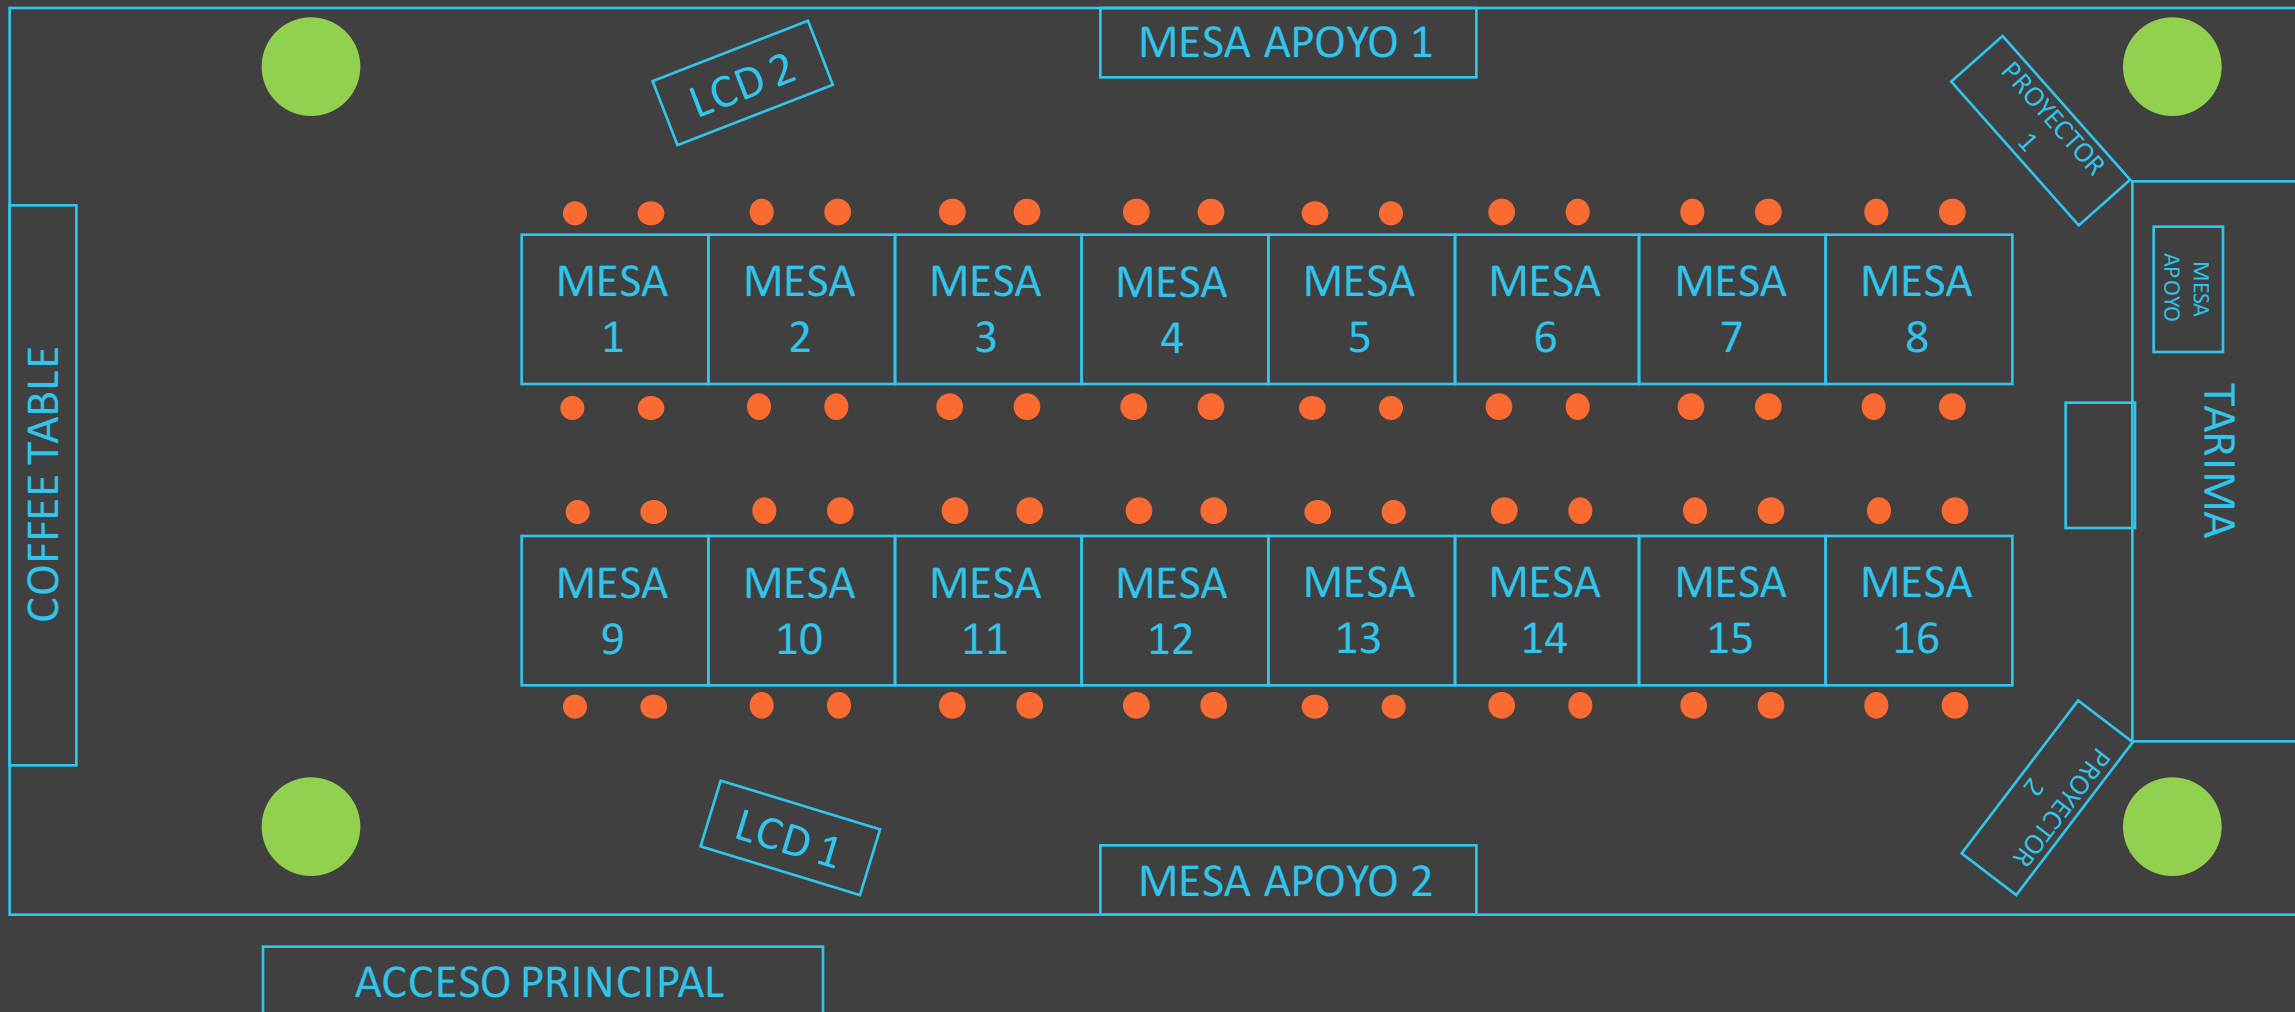 MESA APOYO 1
LCD 2
PROYECTOR
1
MESA
APOYO
MESA
1
MESA
2
MESA
3
MESA
4
MESA
5
MESA
6
MESA
7
MESA
8
COFFEE TABLE
TARIMA
MESA
9
MESA
10
MESA
11
MESA
12
MESA
13
MESA
14
MESA
15
MESA
16
PROYECTOR
2
LCD 1
MESA APOYO 2
ACCESO PRINCIPAL